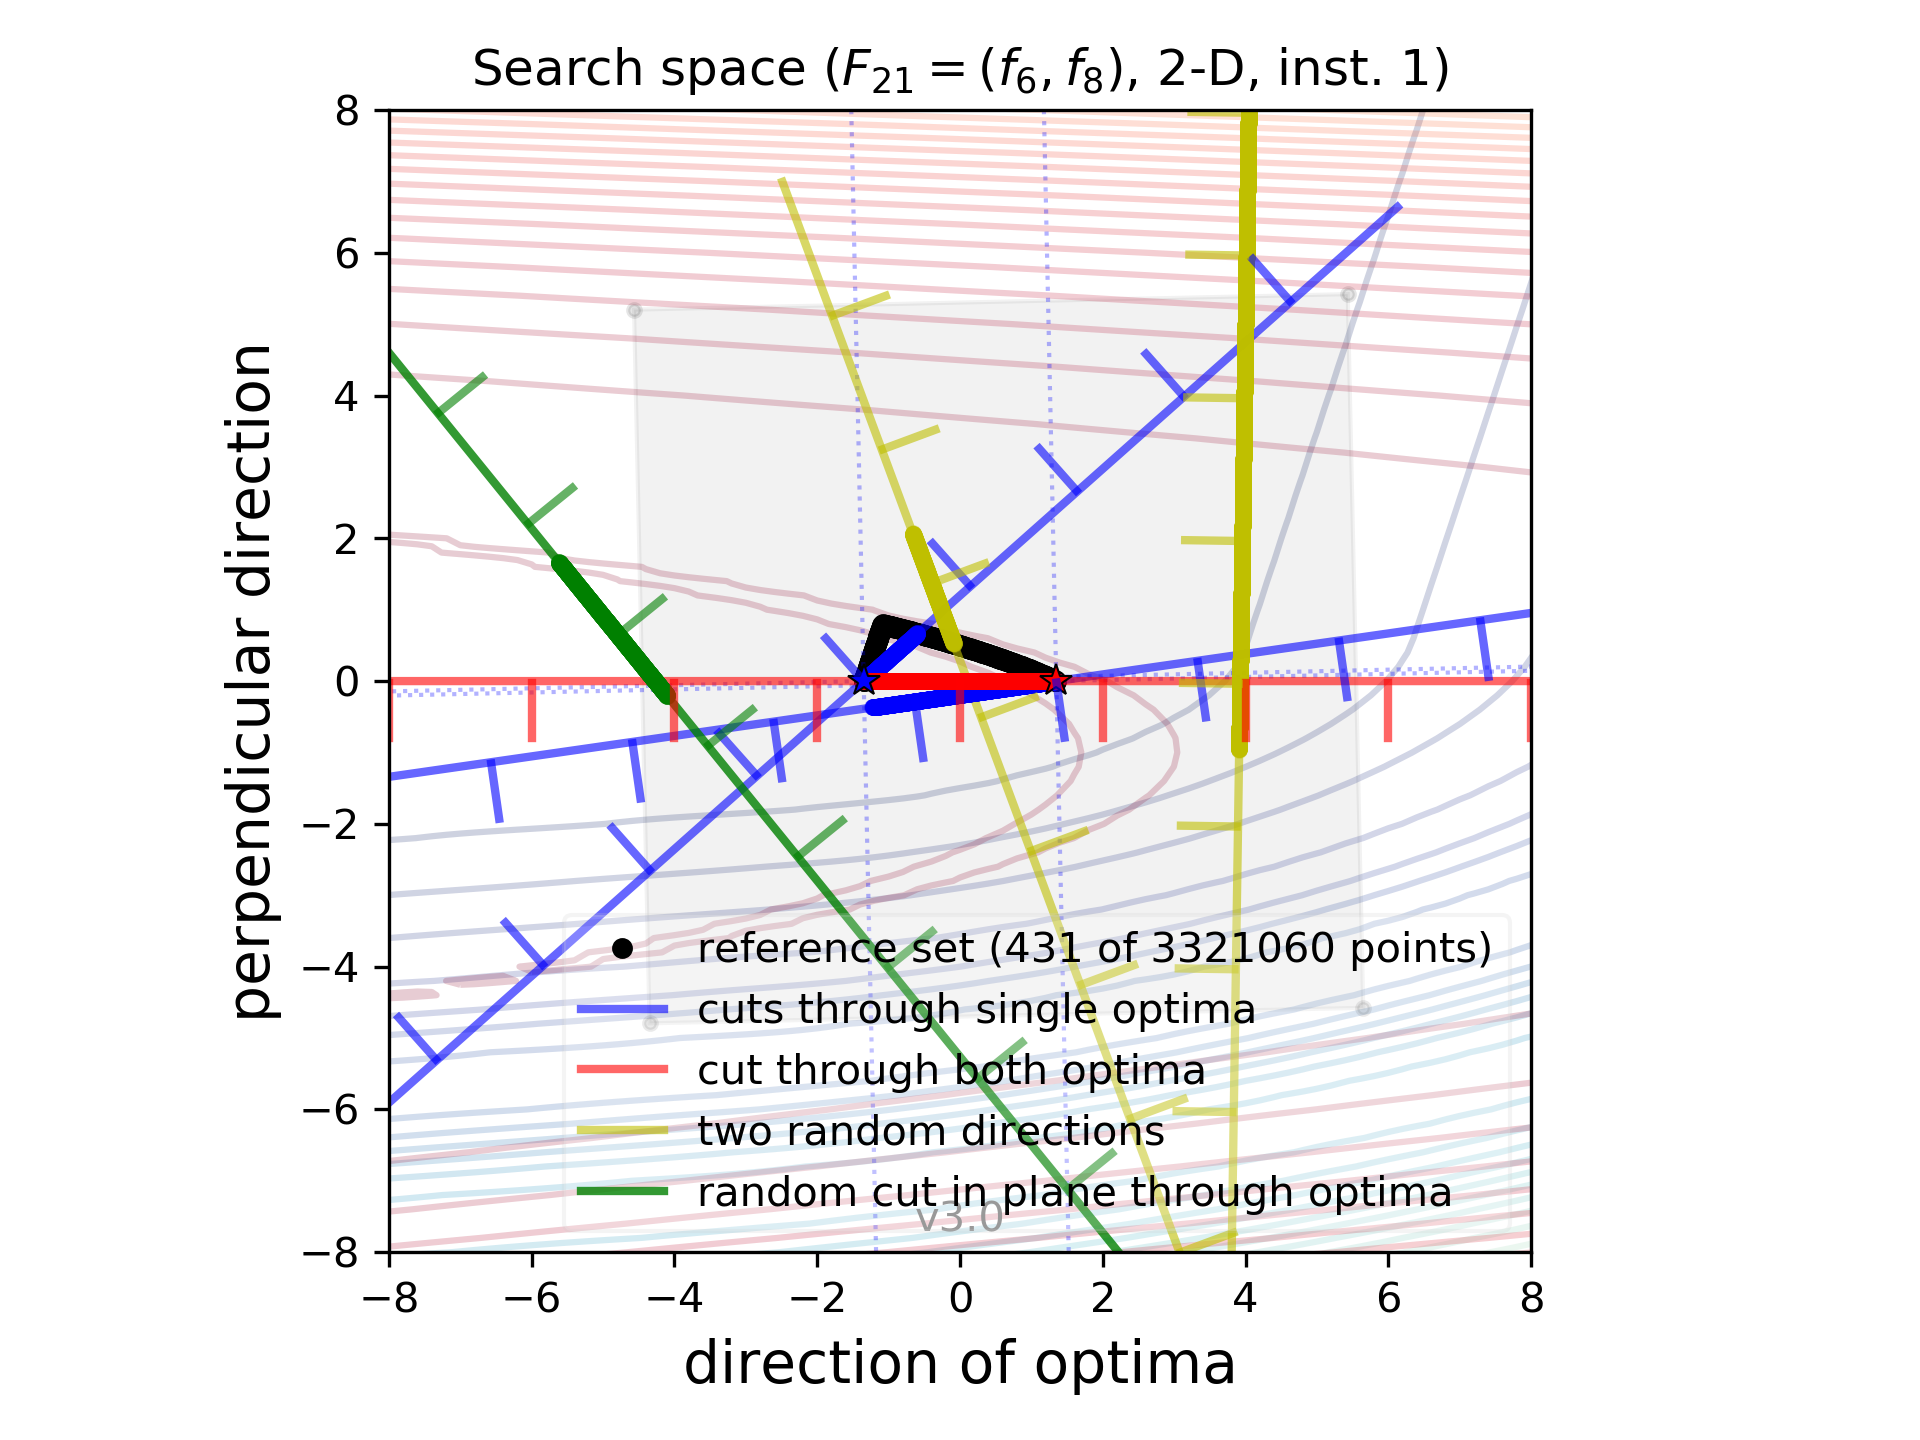 Search space (F21 = (f6, f8), 2-D, inst. 1)
8
6
4
2
0
−2
−4
−6
−8
perpendicular direction
reference set (431 of 3321060 points)
cuts through single optima
cut through both optima
two random directions
random cut in plane through optima
v3.0
−8 −6 −4 −2 0 2 4 6 8
direction of optima